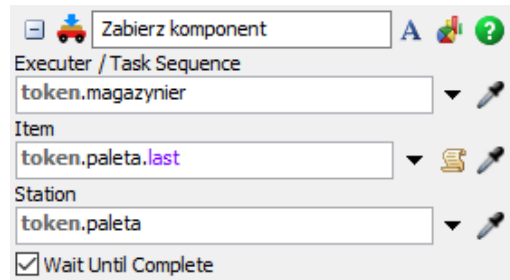 Zabierz komponent A ?
Executer / Task Sequence
token.magazynier
Item
token.paleta.last
Station
token.paleta
Wait Until Complete